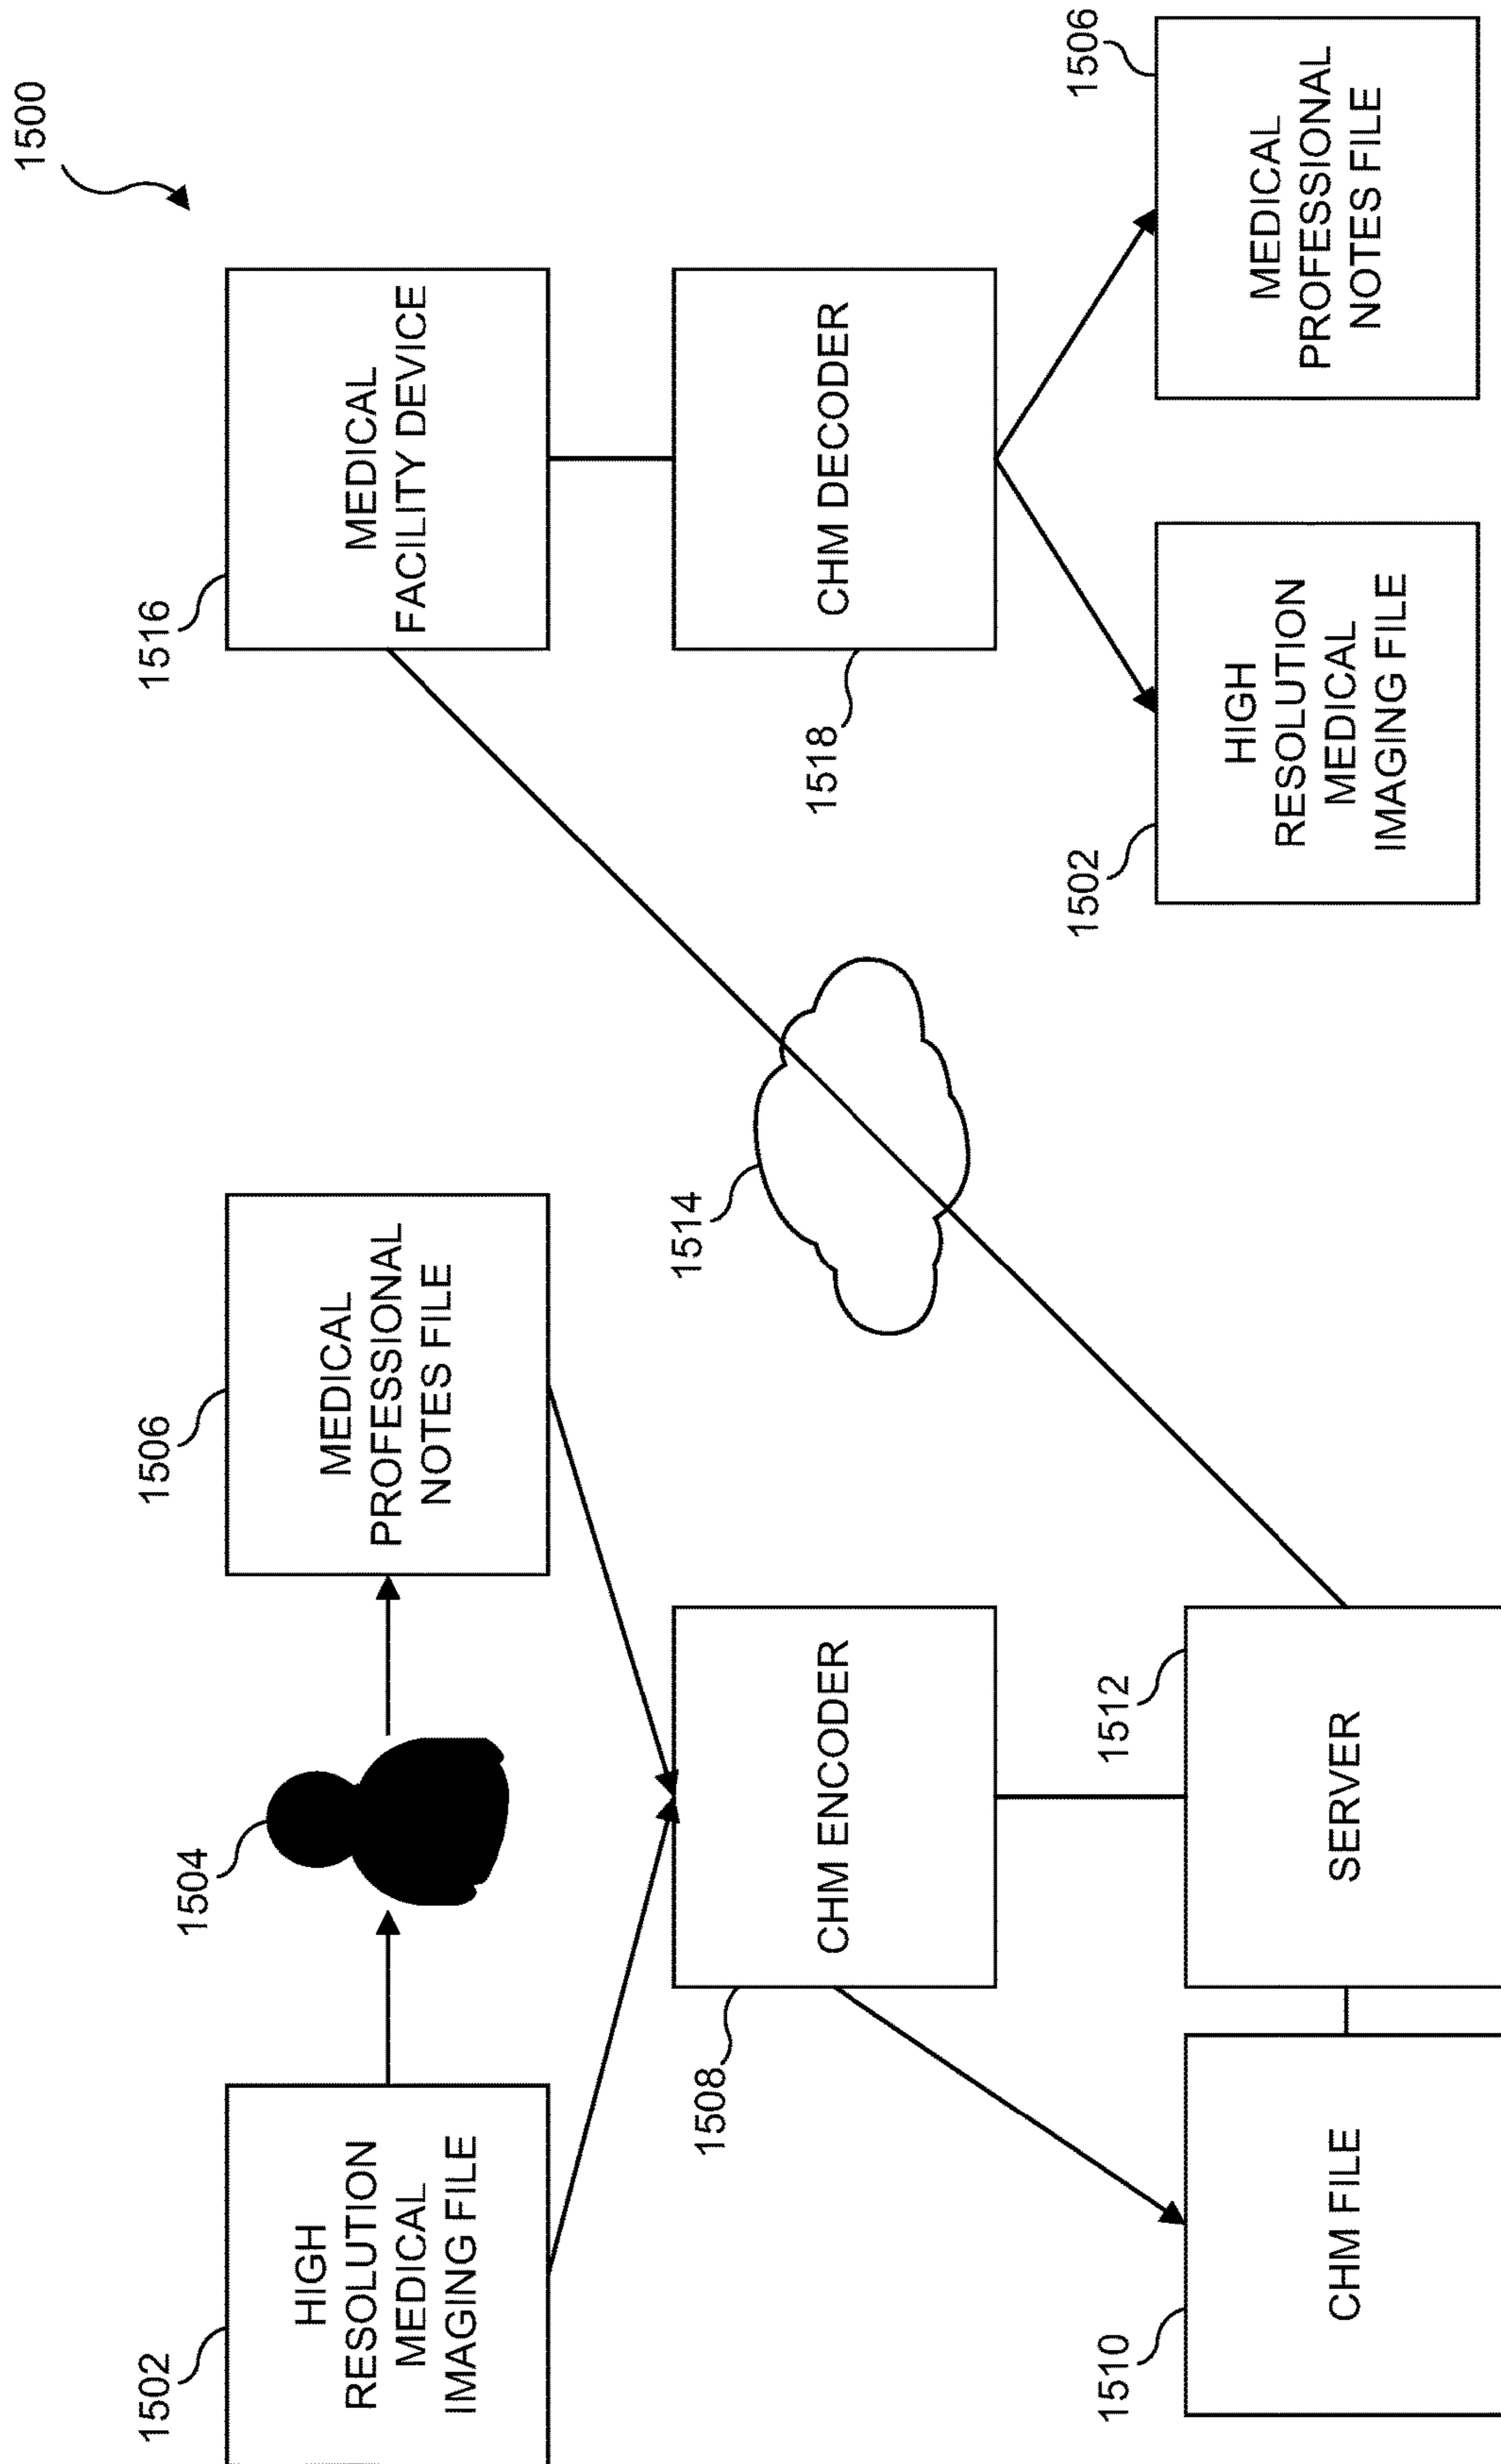 1500
1502
HIGH
RESOLUTION
MEDICAL
IMAGING FILE
1504
1506
MEDICAL
PROFESSIONAL
NOTES FILE
1516
MEDICAL
FACILITY DEVICE
1508
CHM ENCODER
1514
1518
CHM DECODER
1510
CHM FILE
1512
SERVER
1502
HIGH
RESOLUTION
MEDICAL
IMAGING FILE
1506
MEDICAL
PROFESSIONAL
NOTES FILE